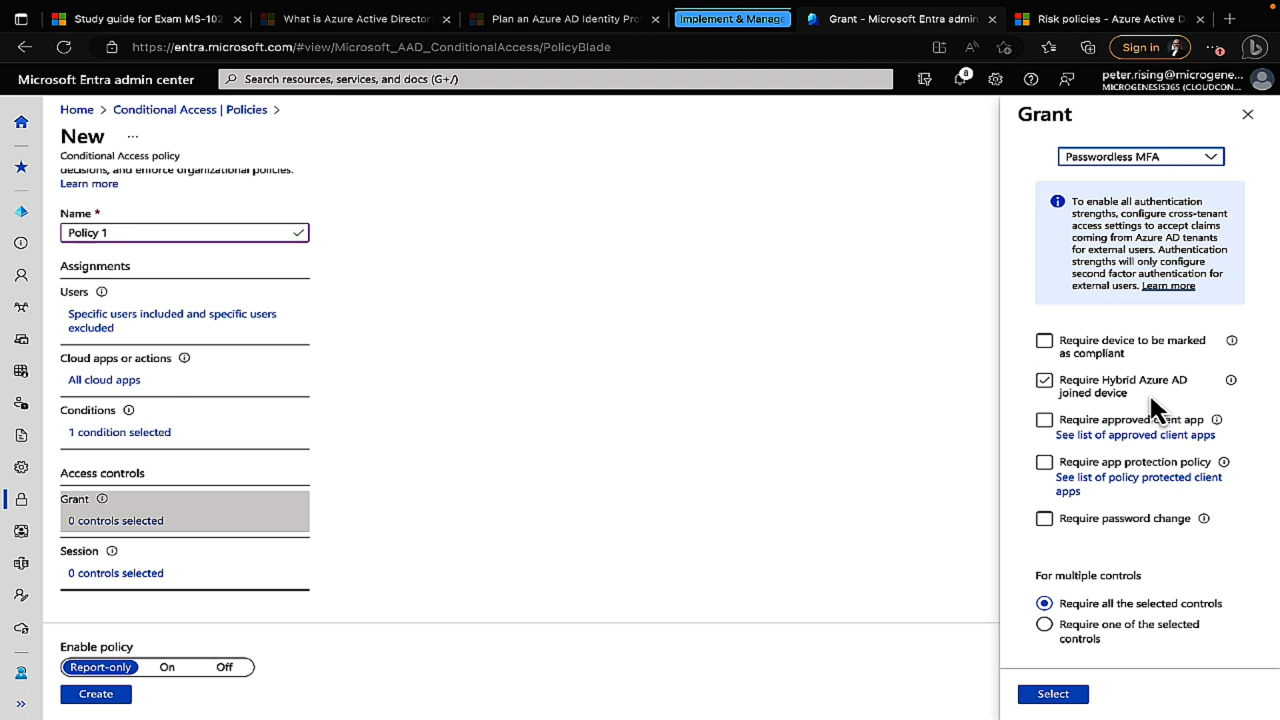 Study guide for Exam MS-102
What is Azure Active Director
Plan an Azure AD Identity Pro
Implement & Manage
Grant - Microsoft Entra admin
Risk policies - Azure Active D
https://entra.microsoft.com/#view/Microsoft_AAD_ConditionalAccess/PolicyBlade
Sign in
Microsoft Entra admin center
Search resources, services, and docs (G+/)
8
peter.rising@microgene...
MICROGENESIS365 (CLOUDCON...
Home > Conditional Access | Policies >
New ...
Conditional Access policy
decisions, and enforce organizational policies.
Learn more
Name *
Policy 1
Assignments
Users
Specific users included and specific users
excluded
Cloud apps or actions
All cloud apps
Conditions
1 condition selected
Access controls
Grant
0 controls selected
Session
0 controls selected
Enable policy
Report-only On Off
Create
Grant
Passwordless MFA
To enable all authentication
strengths, configure cross-tenant
access settings to accept claims
coming from Azure AD tenants
for external users. Authentication
strengths will only configure
second factor authentication for
external users. Learn more
Require device to be marked
as compliant
Require Hybrid Azure AD
joined device
Require approved client app
See list of approved client apps
Require app protection policy
See list of policy protected client
apps
Require password change
For multiple controls
Require all the selected controls
Require one of the selected
controls
Select